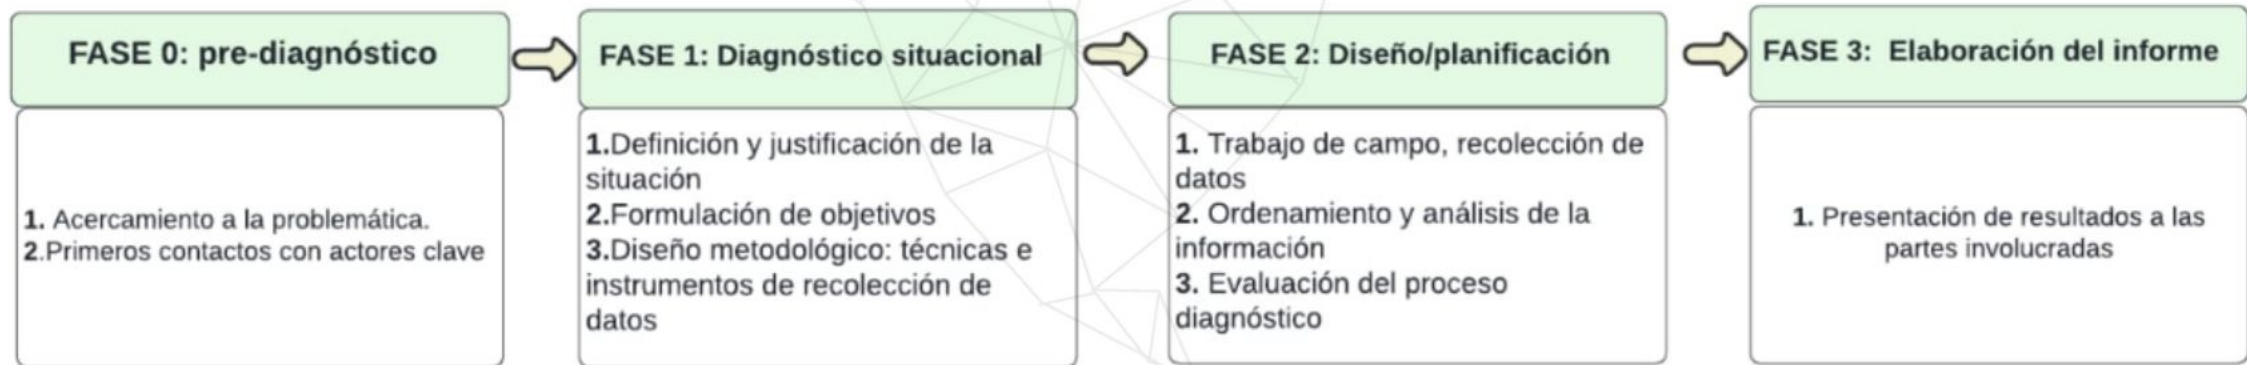 FASE 0: pre-diagnóstico
1. Acercamiento a la problemática.
2.Primeros contactos con actores clave
FASE 1: Diagnóstico situacional
1.Definición y justificación de la
situación
2.Formulación de objetivos
3.Diseño metodológico: técnicas e
instrumentos de recolección de
datos
FASE 2: Diseño/planificación
1. Trabajo de campo, recolección de
datos
2. Ordenamiento y análisis de la
información
3. Evaluación del proceso
diagnóstico
FASE 3: Elaboración del informe
1. Presentación de resultados a las
partes involucradas